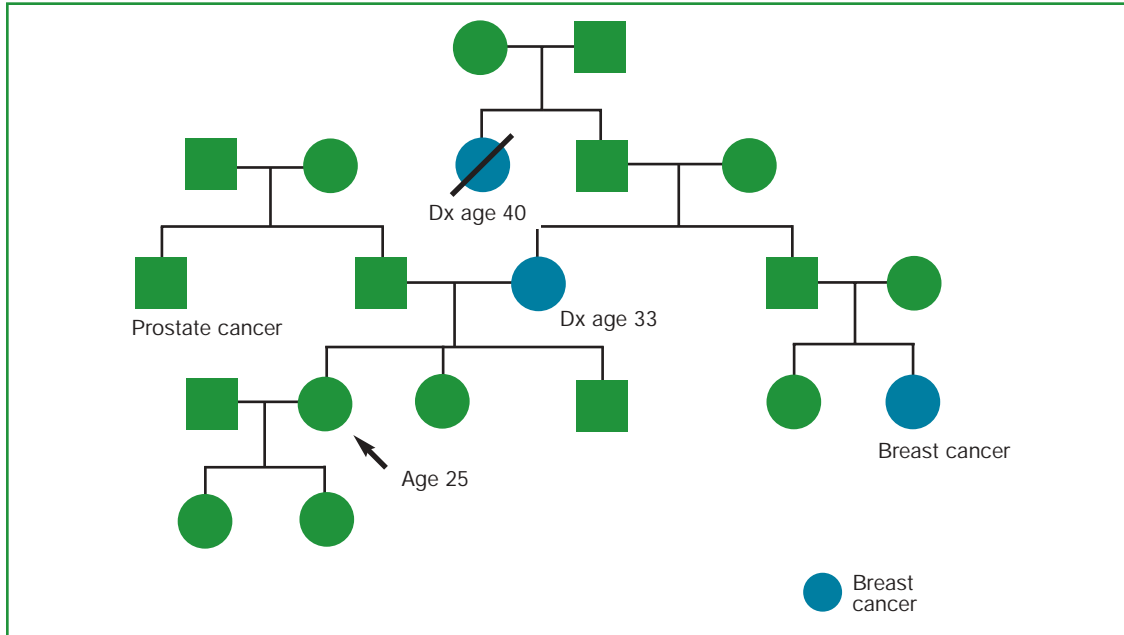 Dx age 40
Prostate cancer
Dx age 33
Breast cancer
Age 25
Breast
cancer